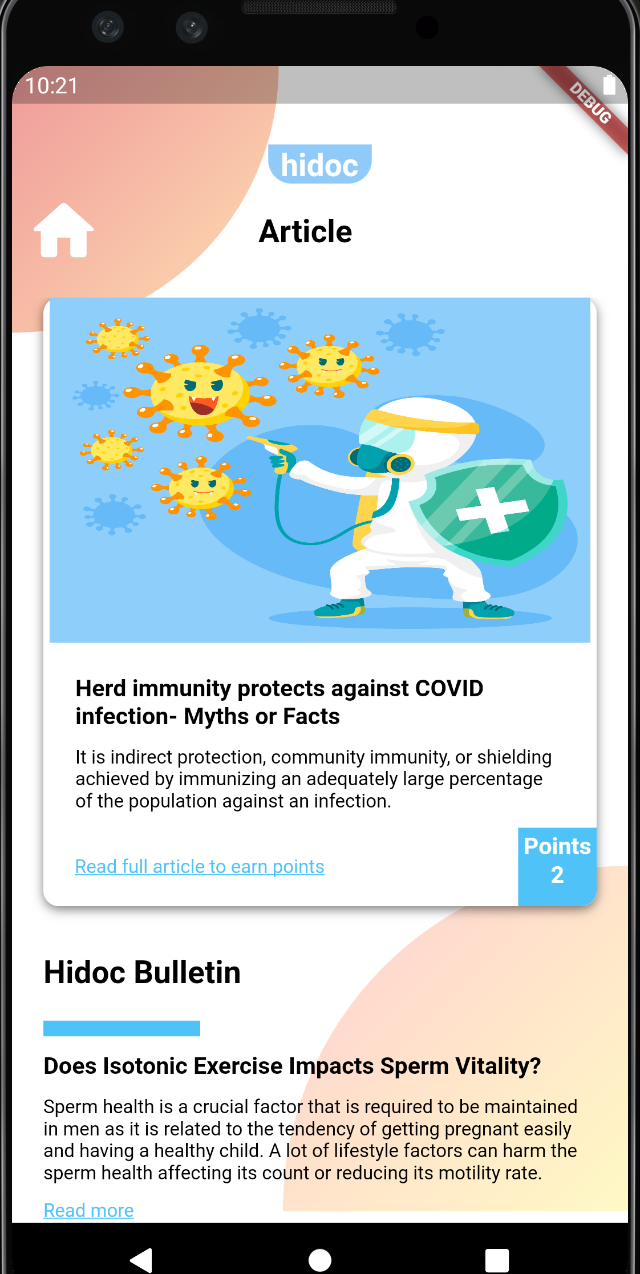 10:21
DEBUG
hidoc
Article
Herd immunity protects against COVID
infection- Myths or Facts
It is indirect protection, community immunity, or shielding
achieved by immunizing an adequately large percentage
of the population against an infection.
Read full article to earn points
Points
2
Hidoc Bulletin
Does Isotonic Exercise Impacts Sperm Vitality?
Sperm health is a crucial factor that is required to be maintained
in men as it is related to the tendency of getting pregnant easily
and having a healthy child. A lot of lifestyle factors can harm the
sperm health affecting its count or reducing its motility rate.
Read more